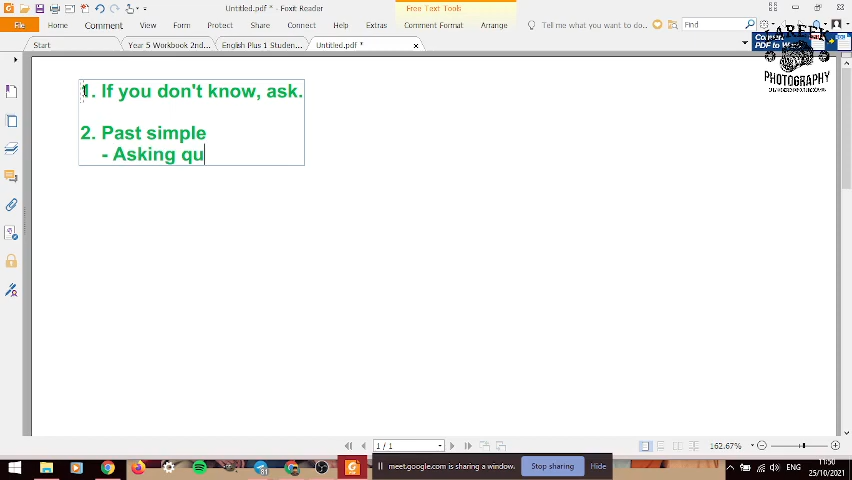 Untitled.pdf * - Foxit Reader
Free Text Tools
File
Home
Comment
View
Form
Protect
Share
Connect
Help
Extras
Comment Format
Arrange
Tell me what you want to do..
Find
Start
Year 5 Workbook 2nd...
English Plus 1 Studen...
Untitled.pdf *
PDF to W
PHOTOGRAPHY
1. If you don't know, ask.
2. Past simple
- Asking qu
1 / 1
162.67%
meet.google.com is sharing a window.
Stop sharing
Hide
ENG
11:50
25/10/2021